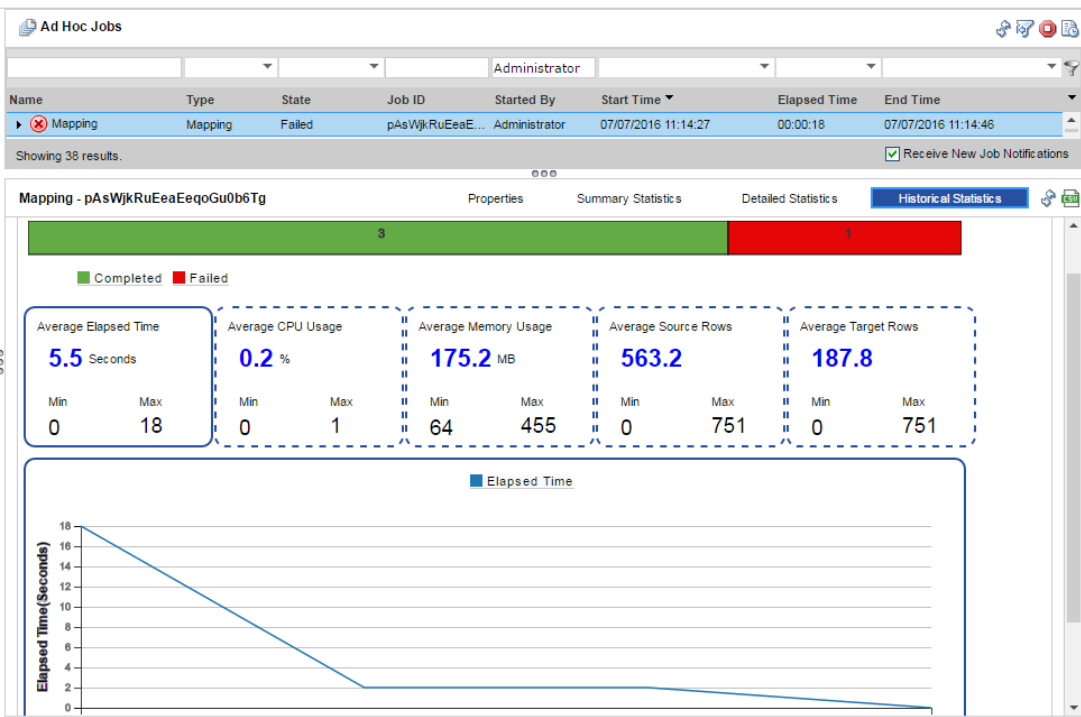 Ad Hoc Jobs
Administrator
Name Type State Job ID Started By Start Time Elapsed Time End Time
Mapping Mapping Failed pAsWjkRuEeaE... Administrator 07/07/2016 11:14:27 00:00:18 07/07/2016 11:14:46
Showing 38 results. Receive New Job Notifications
Mapping - pAsWjkRuEeaEeqoGu0b6Tg Properties Summary Statistics Detailed Statistics Historical Statistics CSV
3 1
Completed Failed
Average Elapsed Time Average CPU Usage Average Memory Usage Average Source Rows Average Target Rows
5.5 Seconds 0.2 % 175.2 MB 563.2 187.8
Min Max Min Max Min Max Min Max Min Max
0 18 0 1 64 455 0 751 0 751
Elapsed Time
Elapsed Time(Seconds)
18
16
14
12
10
8
6
4
2
0